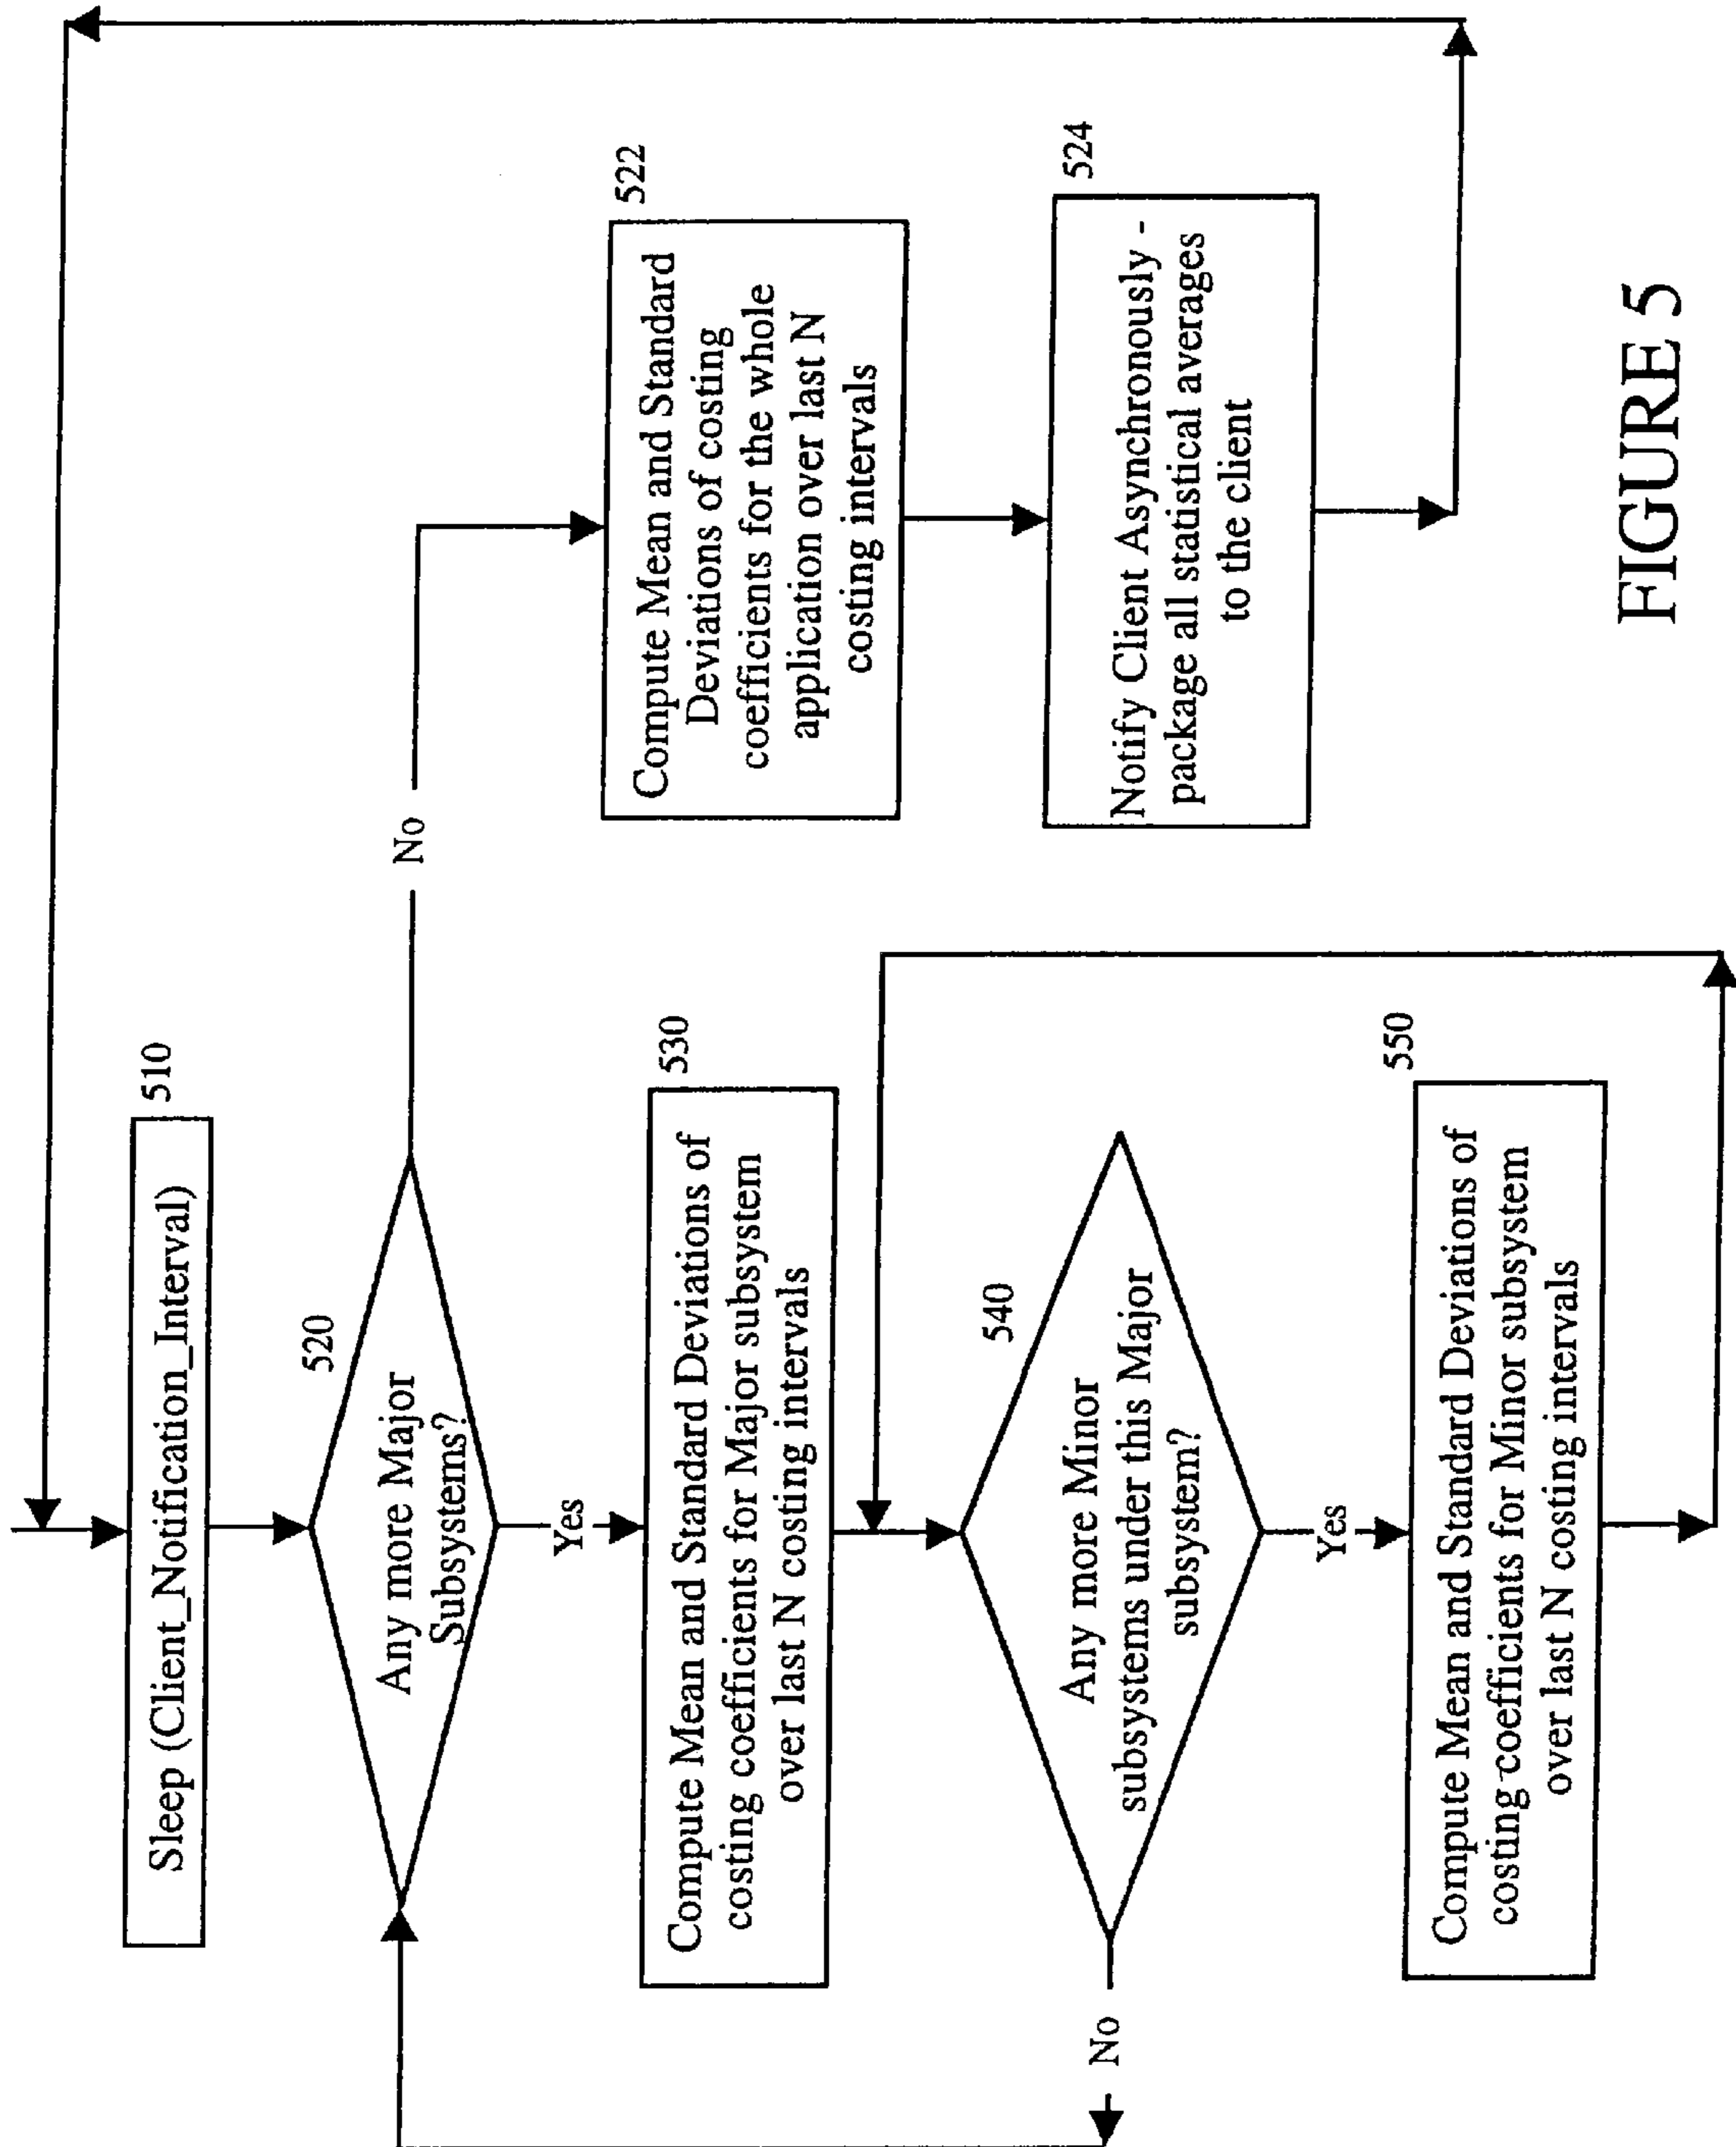 Sleep (Client_Notification_Interval)
510
520
Any more Major
Subsystems?
No
Yes
522
Compute Mean and Standard
Deviations of costing
coefficients for the whole
application over last N
costing intervals
530
Compute Mean and Standard Deviations of
costing coefficients for Major subsystem
over last N costing intervals
524
Notify Client Asynchronously -
package all statistical averages
to the client
540
Any more Minor
subsystems under this Major
subsystem?
No
Yes
550
Compute Mean and Standard Deviations of
costing coefficients for Minor subsystem
over last N costing intervals
FIGURE 5